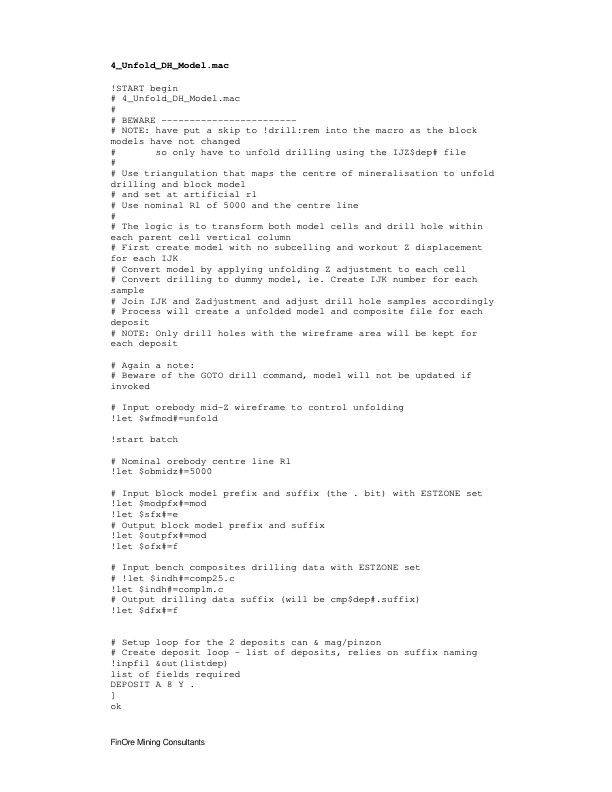 4_Unfold_DH_Model.mac
!START begin
# 4_Unfold_DH_Model.mac
#
# BEWARE ------------------------
# NOTE: have put a skip to !drill:rem into the macro as the block
models have not changed
#       so only have to unfold drilling using the IJZ$dep# file
#
# Use triangulation that maps the centre of mineralisation to unfold
drilling and block model
# and set at artificial rl
# Use nominal Rl of 5000 and the centre line
#
# The logic is to transform both model cells and drill hole within
each parent cell vertical column
# First create model with no subcelling and workout Z displacement
for each IJK
# Convert model by applying unfolding Z adjustment to each cell
# Convert drilling to dummy model, ie. Create IJK number for each
sample
# Join IJK and Zadjustment and adjust drill hole samples accordingly
# Process will create a unfolded model and composite file for each
deposit
# NOTE: Only drill holes with the wireframe area will be kept for
each deposit
# Again a note:
# Beware of the GOTO drill command, model will not be updated if
invoked
# Input orebody mid-Z wireframe to control unfolding
!let $wfmod#=unfold
!start batch
# Nominal orebody centre line Rl
!let $obmidz#=5000
# Input block model prefix and suffix (the . bit) with ESTZONE set
!let $modpfx#=mod
!let $sfx#=e
# Output block model prefix and suffix
!let $outpfx#=mod
!let $ofx#=f
# Input bench composites drilling data with ESTZONE set
# !let $indh#=comp25.c
!let $indh#=comp1m.c
# Output drilling data suffix (will be cmp$dep#.suffix)
!let $dfx#=f
# Setup loop for the 2 deposits can & mag/pinzon
# Create deposit loop - list of deposits, relies on suffix naming
!inpfil &out(listdep)
list of fields required
DEPOSIT A 8 Y .
]
ok
FinOre Mining Consultants